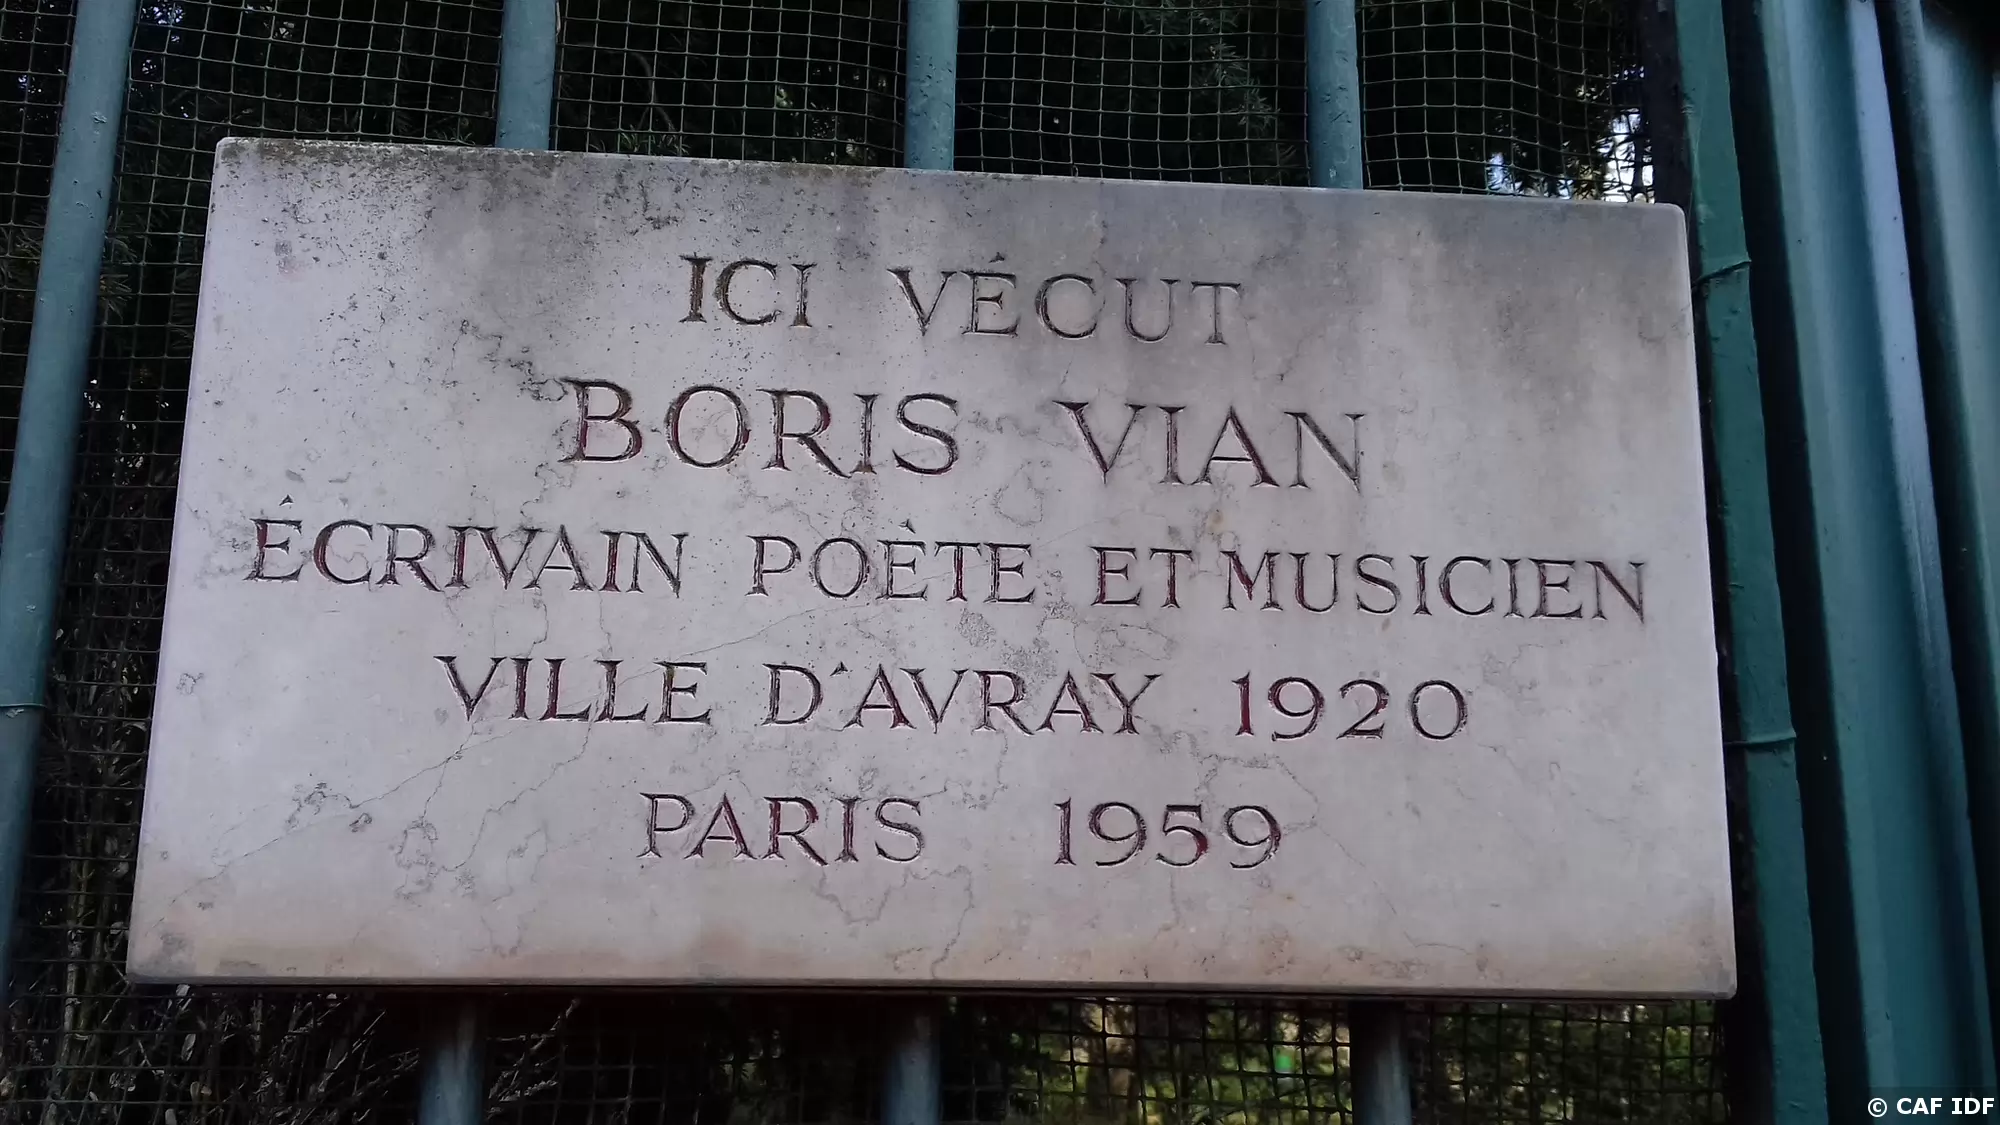 ICI VÉCUT
BORIS VIAN
ÉCRIVAIN POÈTE ET MUSICIEN
VILLE D'AVRAY 1920
PARIS 1959
© CAF IDF